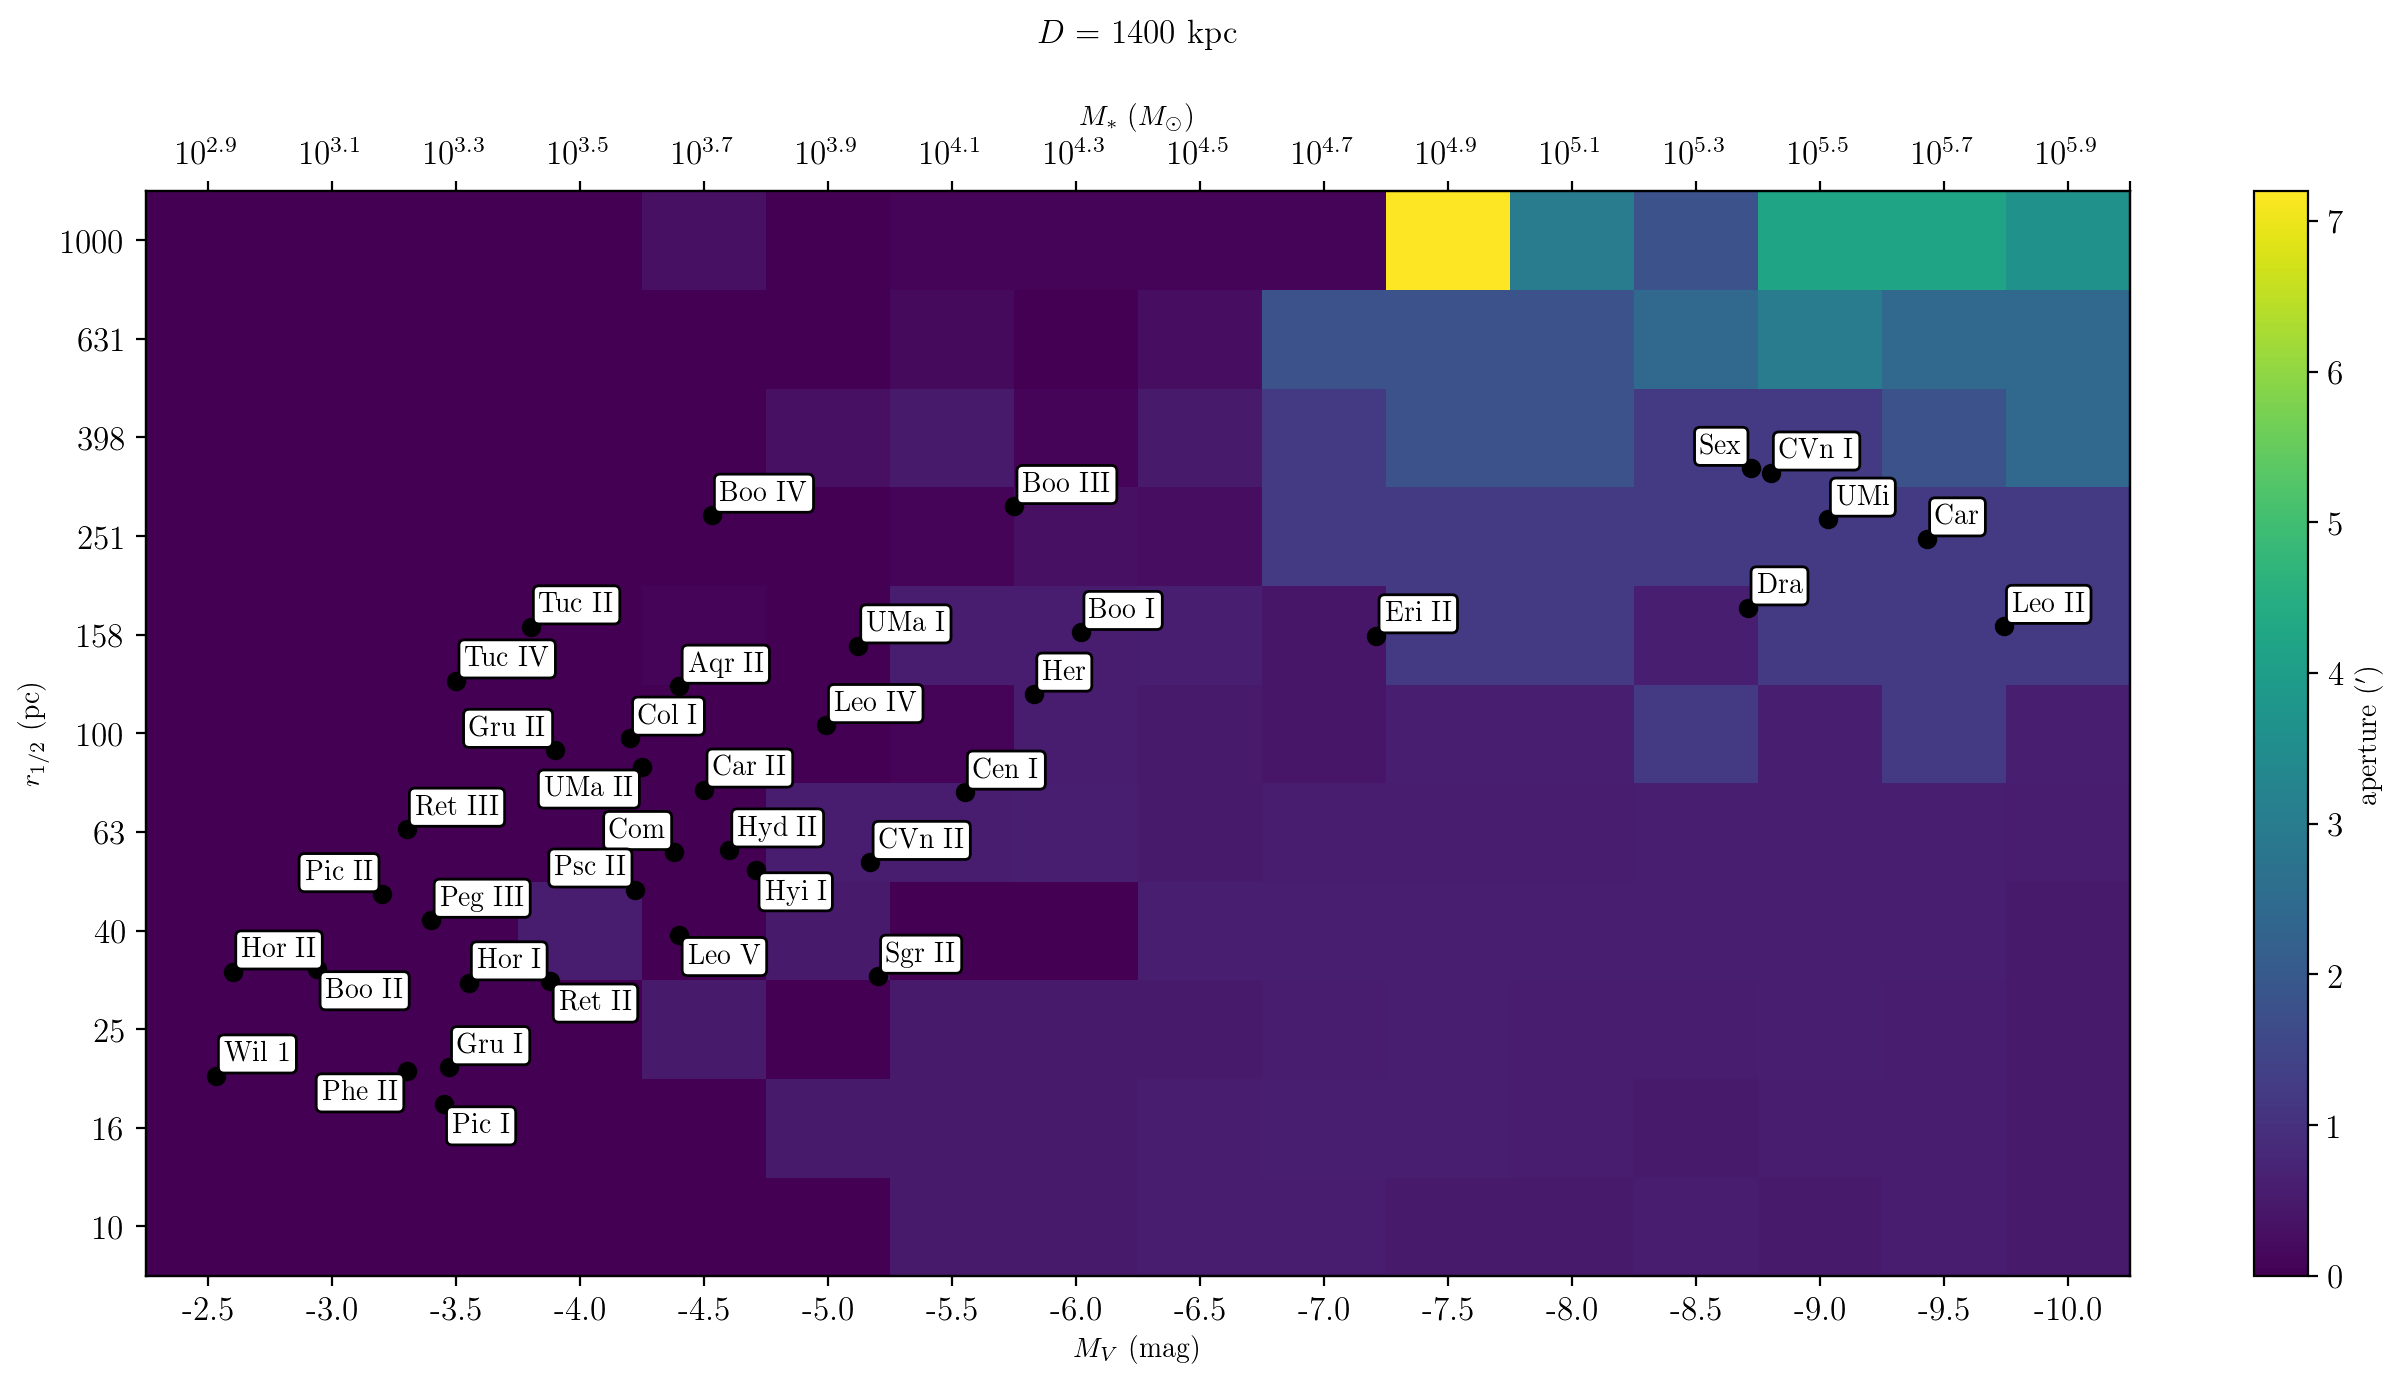 D = 1400 kpc
M_* (M_⊙)
10^2.9 10^3.1 10^3.3 10^3.5 10^3.7 10^3.9 10^4.1 10^4.3 10^4.5 10^4.7 10^4.9 10^5.1 10^5.3 10^5.5 10^5.7 10^5.9
1000
631
398
251
158
100
63
40
25
16
10
r_1/2 (pc)
Sex
CVn I
Boo IV
Boo III
UMi
Car
Tuc II
Dra
Boo I
Eri II
Leo II
UMa I
Tuc IV
Aqr II
Her
Leo IV
Col I
Gru II
Car II
Cen I
UMa II
Ret III
Com
Hyd II
CVn II
Pic II
Psc II
Peg III
Hyi I
Hor II
Hor I
Leo V
Sgr II
Boo II
Ret II
Wil 1
Gru I
Phe II
Pic I
-2.5 -3.0 -3.5 -4.0 -4.5 -5.0 -5.5 -6.0 -6.5 -7.0 -7.5 -8.0 -8.5 -9.0 -9.5 -10.0
M_V (mag)
7
6
5
4
3
2
1
0
aperture (′)